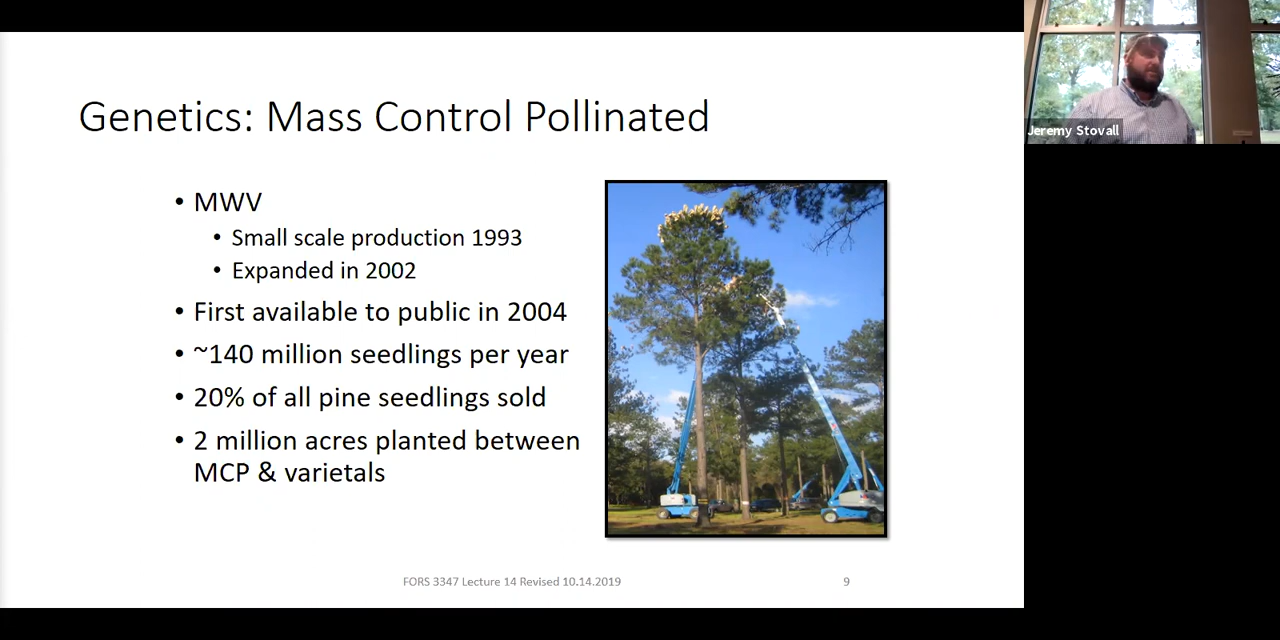 Genetics: Mass Control Pollinated
• MWV
• Small scale production 1993
• Expanded in 2002
• First available to public in 2004
• ~140 million seedlings per year
• 20% of all pine seedlings sold
• 2 million acres planted between
MCP & varietals
FORS 3347 Lecture 14 Revised 10.14.2019
9
Jeremy Stovall